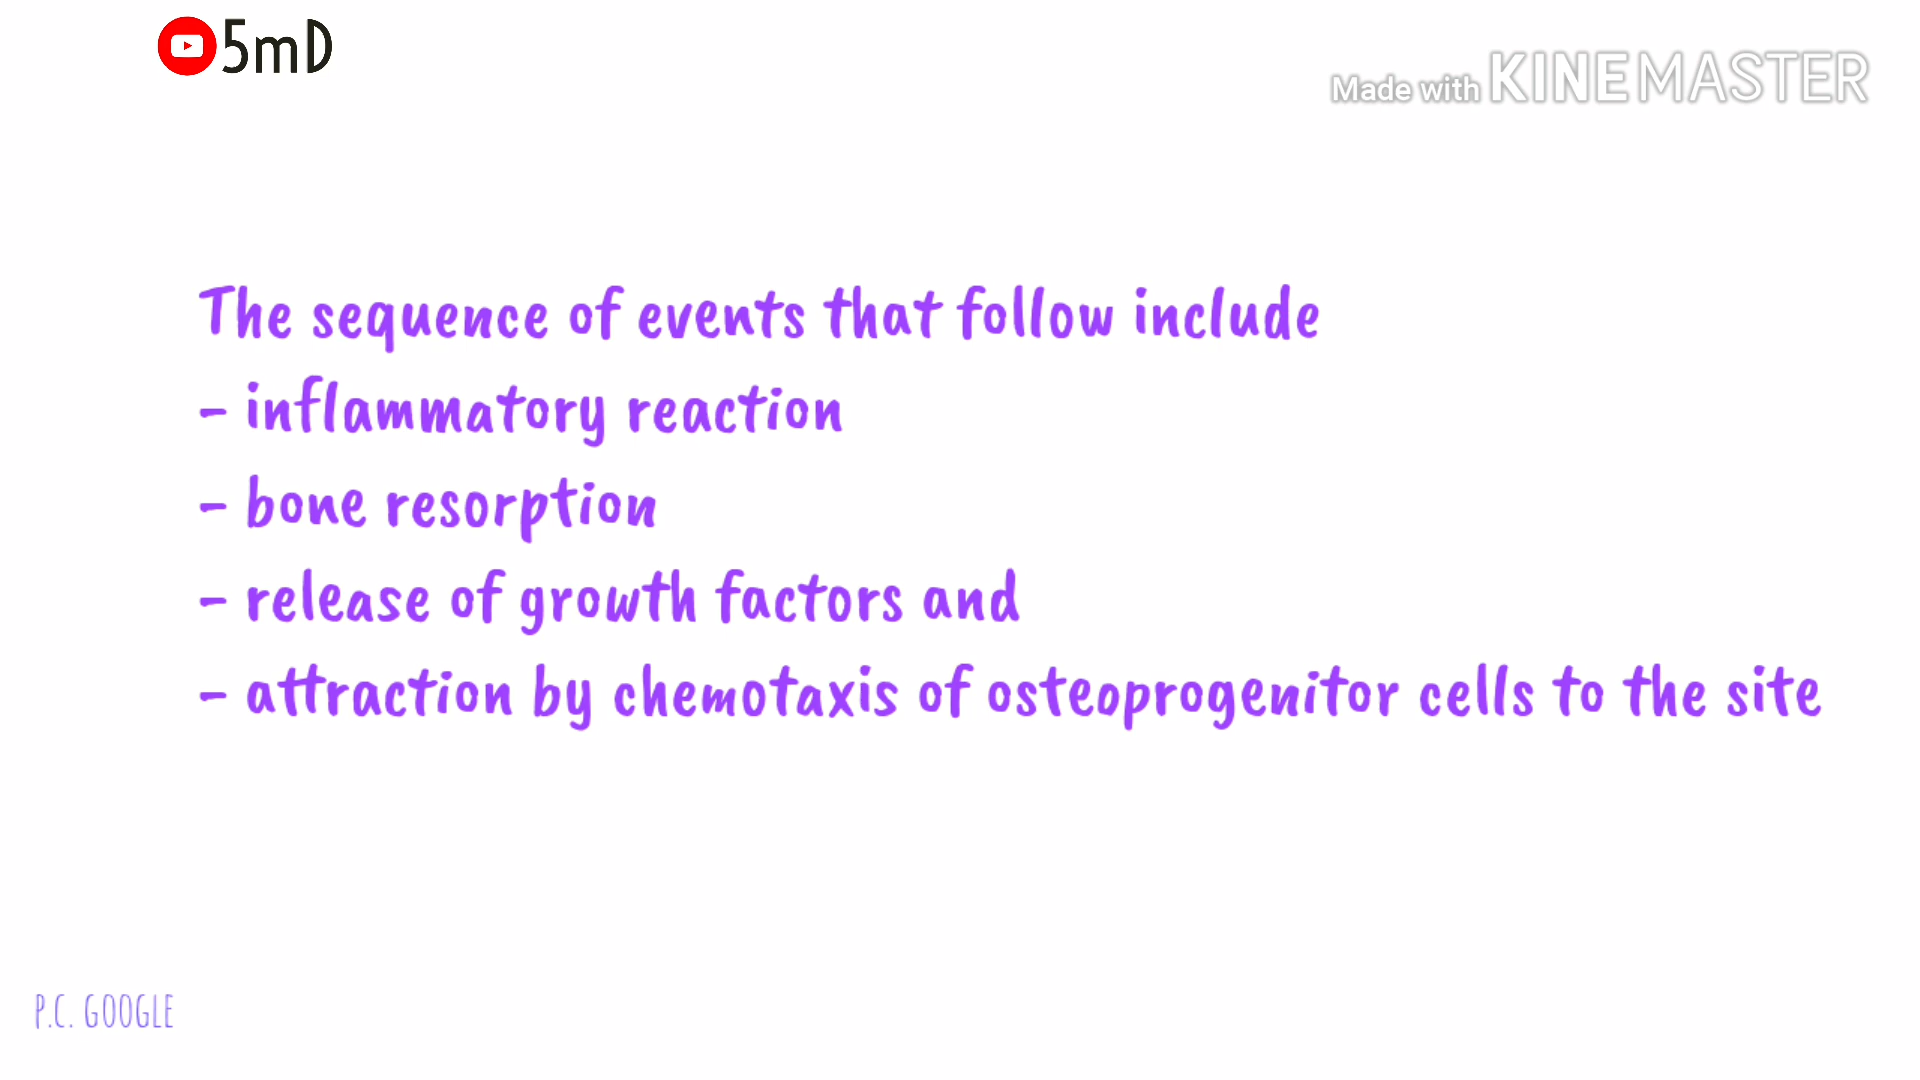 5mD
Made with KINEMASTER
The sequence of events that follow include
- inflammatory reaction
- bone resorption
- release of growth factors and
- attraction by chemotaxis of osteoprogenitor cells to the site
P.C. GOOGLE